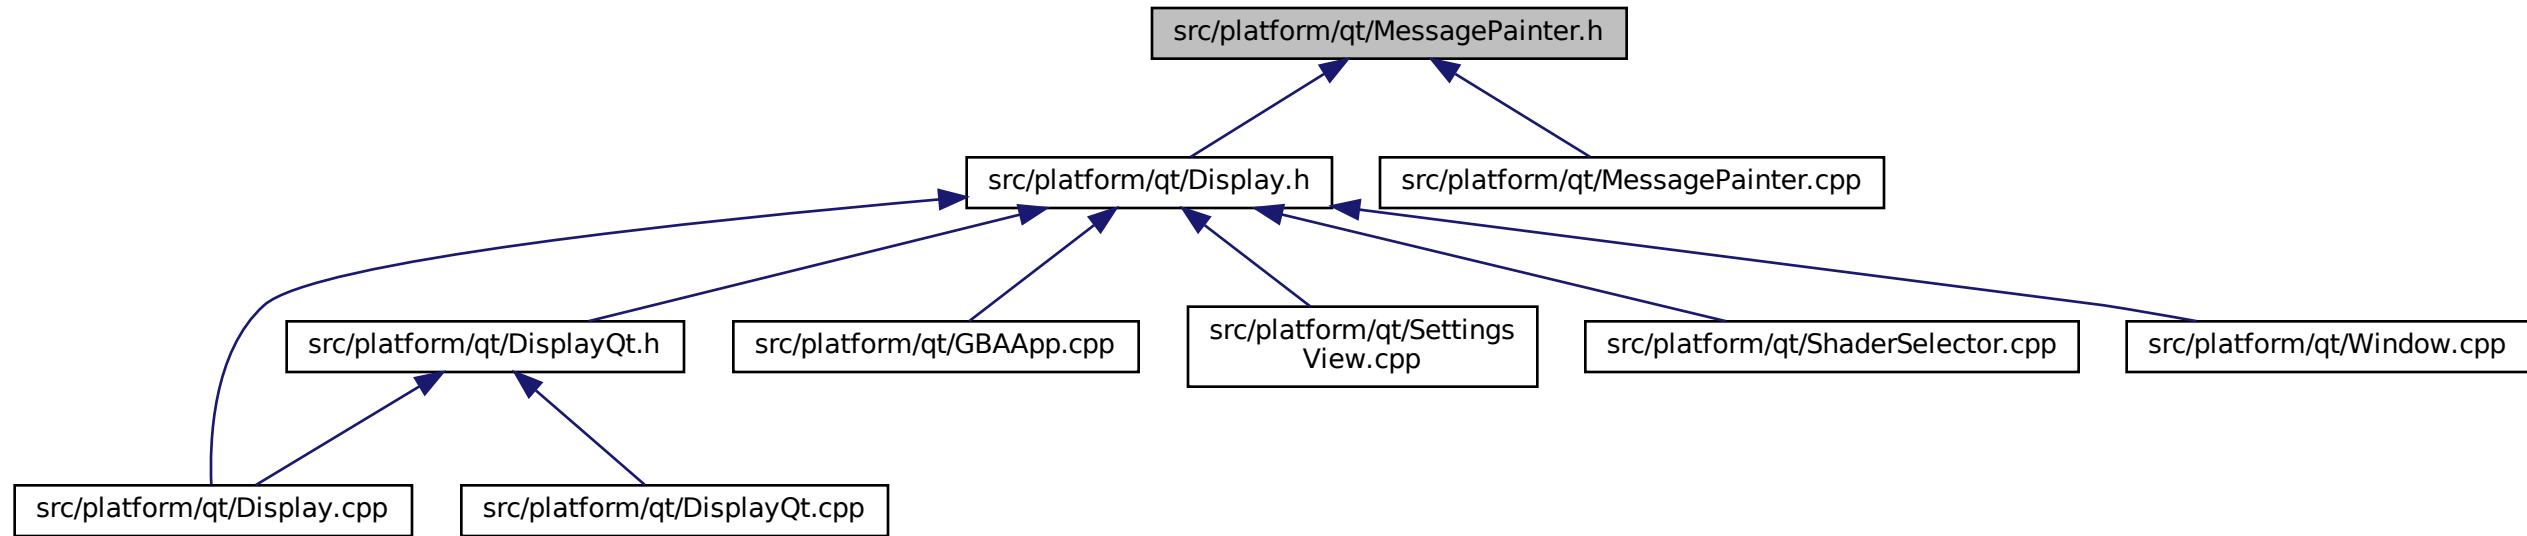 src/platform/qt/MessagePainter.h
src/platform/qt/Display.h
src/platform/qt/MessagePainter.cpp
src/platform/qt/DisplayQt.h
src/platform/qt/GBAApp.cpp
src/platform/qt/Settings
View.cpp
src/platform/qt/ShaderSelector.cpp
src/platform/qt/Window.cpp
src/platform/qt/Display.cpp
src/platform/qt/DisplayQt.cpp